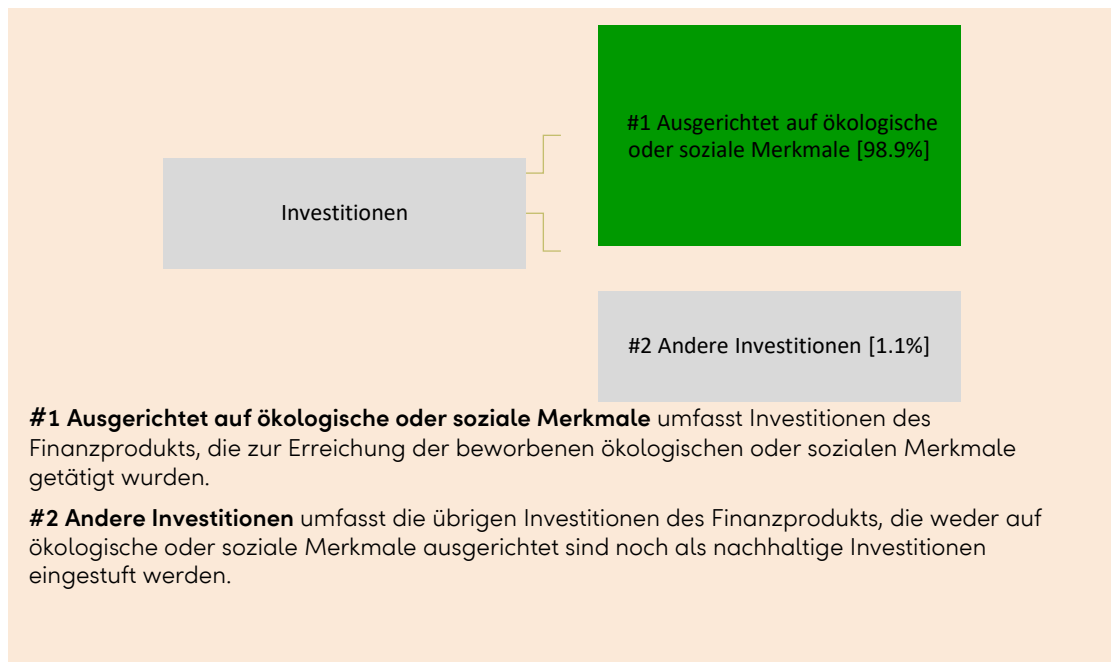 #1 Ausgerichtet auf ökologische
oder soziale Merkmale [98.9%]
Investitionen
#2 Andere Investitionen [1.1%]
#1 Ausgerichtet auf ökologische oder soziale Merkmale umfasst Investitionen des
Finanzprodukts, die zur Erreichung der beworbenen ökologischen oder sozialen Merkmale
getätigt wurden.
#2 Andere Investitionen umfasst die übrigen Investitionen des Finanzprodukts, die weder auf
ökologische oder soziale Merkmale ausgerichtet sind noch als nachhaltige Investitionen
eingestuft werden.